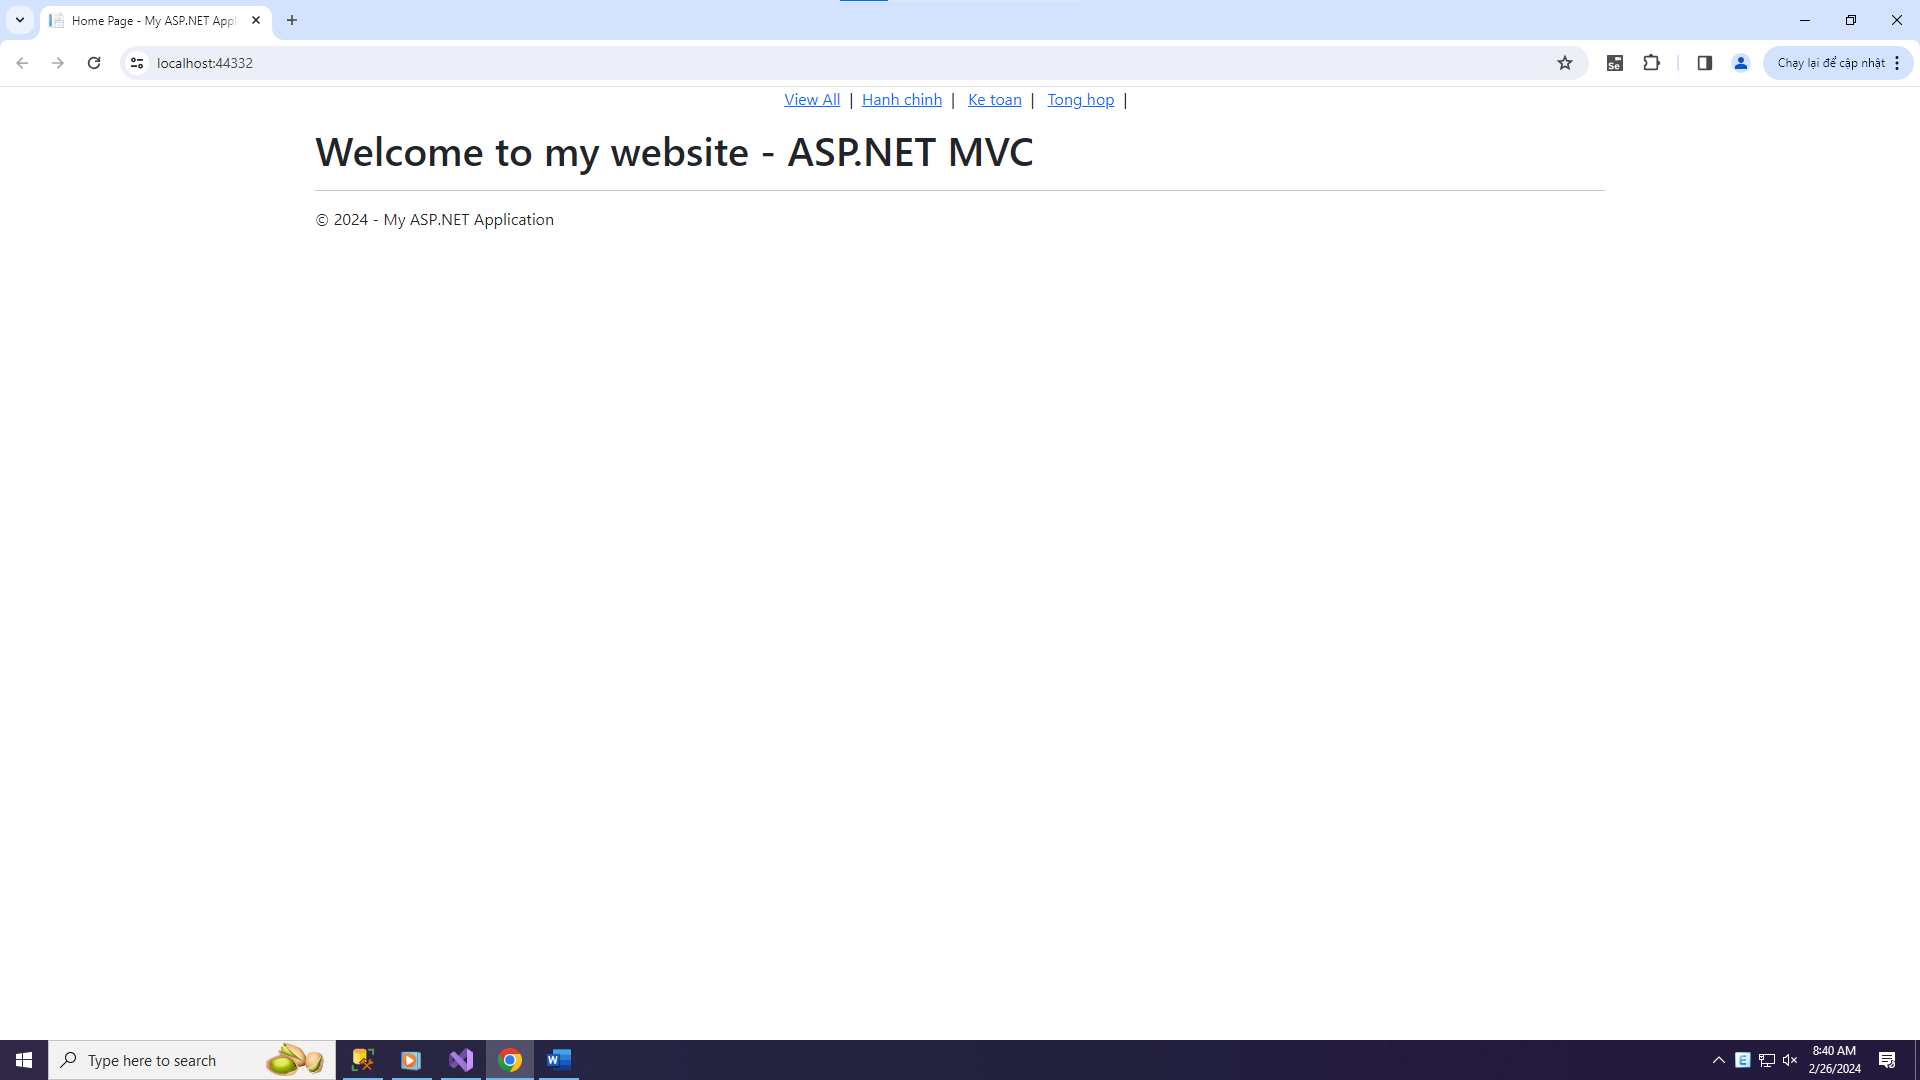 Home Page - My ASP.NET Appl
localhost:44332
Se
Chạy lại để cập nhật
View All | Hanh chinh | Ke toan | Tong hop |
Welcome to my website - ASP.NET MVC
© 2024 - My ASP.NET Application
Type here to search
W
E
8:40 AM
2/26/2024